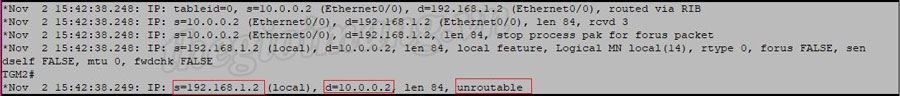 *Nov  2 15:42:38.248: IP: tableid=0, s=10.0.0.2 (Ethernet0/0), d=192.168.1.2 (Ethernet0/0), routed via RIB
*Nov  2 15:42:38.248: IP: s=10.0.0.2 (Ethernet0/0), d=192.168.1.2 (Ethernet0/0), len 84, rcvd 3
*Nov  2 15:42:38.248: IP: s=10.0.0.2 (Ethernet0/0), d=192.168.1.2, len 84, stop process pak for forus packet
*Nov  2 15:42:38.248: IP: s=192.168.1.2 (local), d=10.0.0.2, len 84, local feature, Logical MN local(14), rtype 0, forus FALSE, sen
dself FALSE, mtu 0, fwdchk FALSE
TGM2#
*Nov  2 15:42:38.249: IP: s=192.168.1.2 (local), d=10.0.0.2, len 84, unroutable